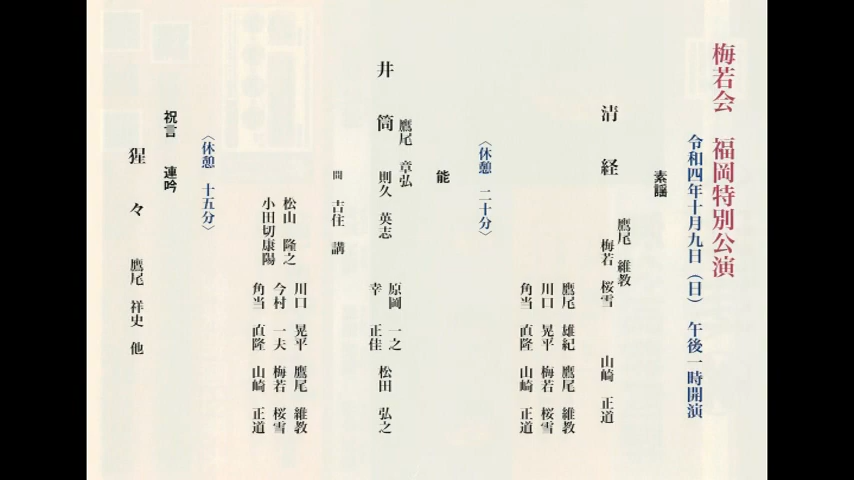 梅若会 福岡特別公演
令和四年十月九日(日) 午後一時開演
素謡
清経
鷹尾 維教
梅若 桜雪
山崎 正道
鷹尾 雄紀 鷹尾 維教
川口 晃平 梅若 桜雪
角当 直隆 山崎 正道
〈休憩 二十分〉
能
井筒
鷹尾 章弘
則久 英志
原岡 一之
幸 正佳
松田 弘之
間 吉住 講
松山 隆之
小田切康陽
川口 晃平 鷹尾 維教
今村 一夫 梅若 桜雪
角当 直隆 山崎 正道
〈休憩 十五分〉
祝言 連吟
猩々
鷹尾 祥史 他